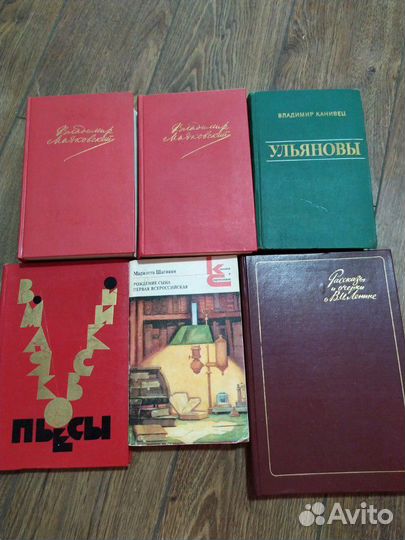 Владимир
Маяковский
Владимир
Маяковский
ВЛАДИМИР КАНИВЕЦ
УЛЬЯНОВЫ
В.МАЯКОВСКИЙ
ПЬЕСЫ
Мариэтта Шагинян
РОЖДЕНИЕ СЫНА
ПЕРВАЯ ВСЕРОССИЙСКАЯ
Рассказы
и очерки
о В.И.Ленине
Avito